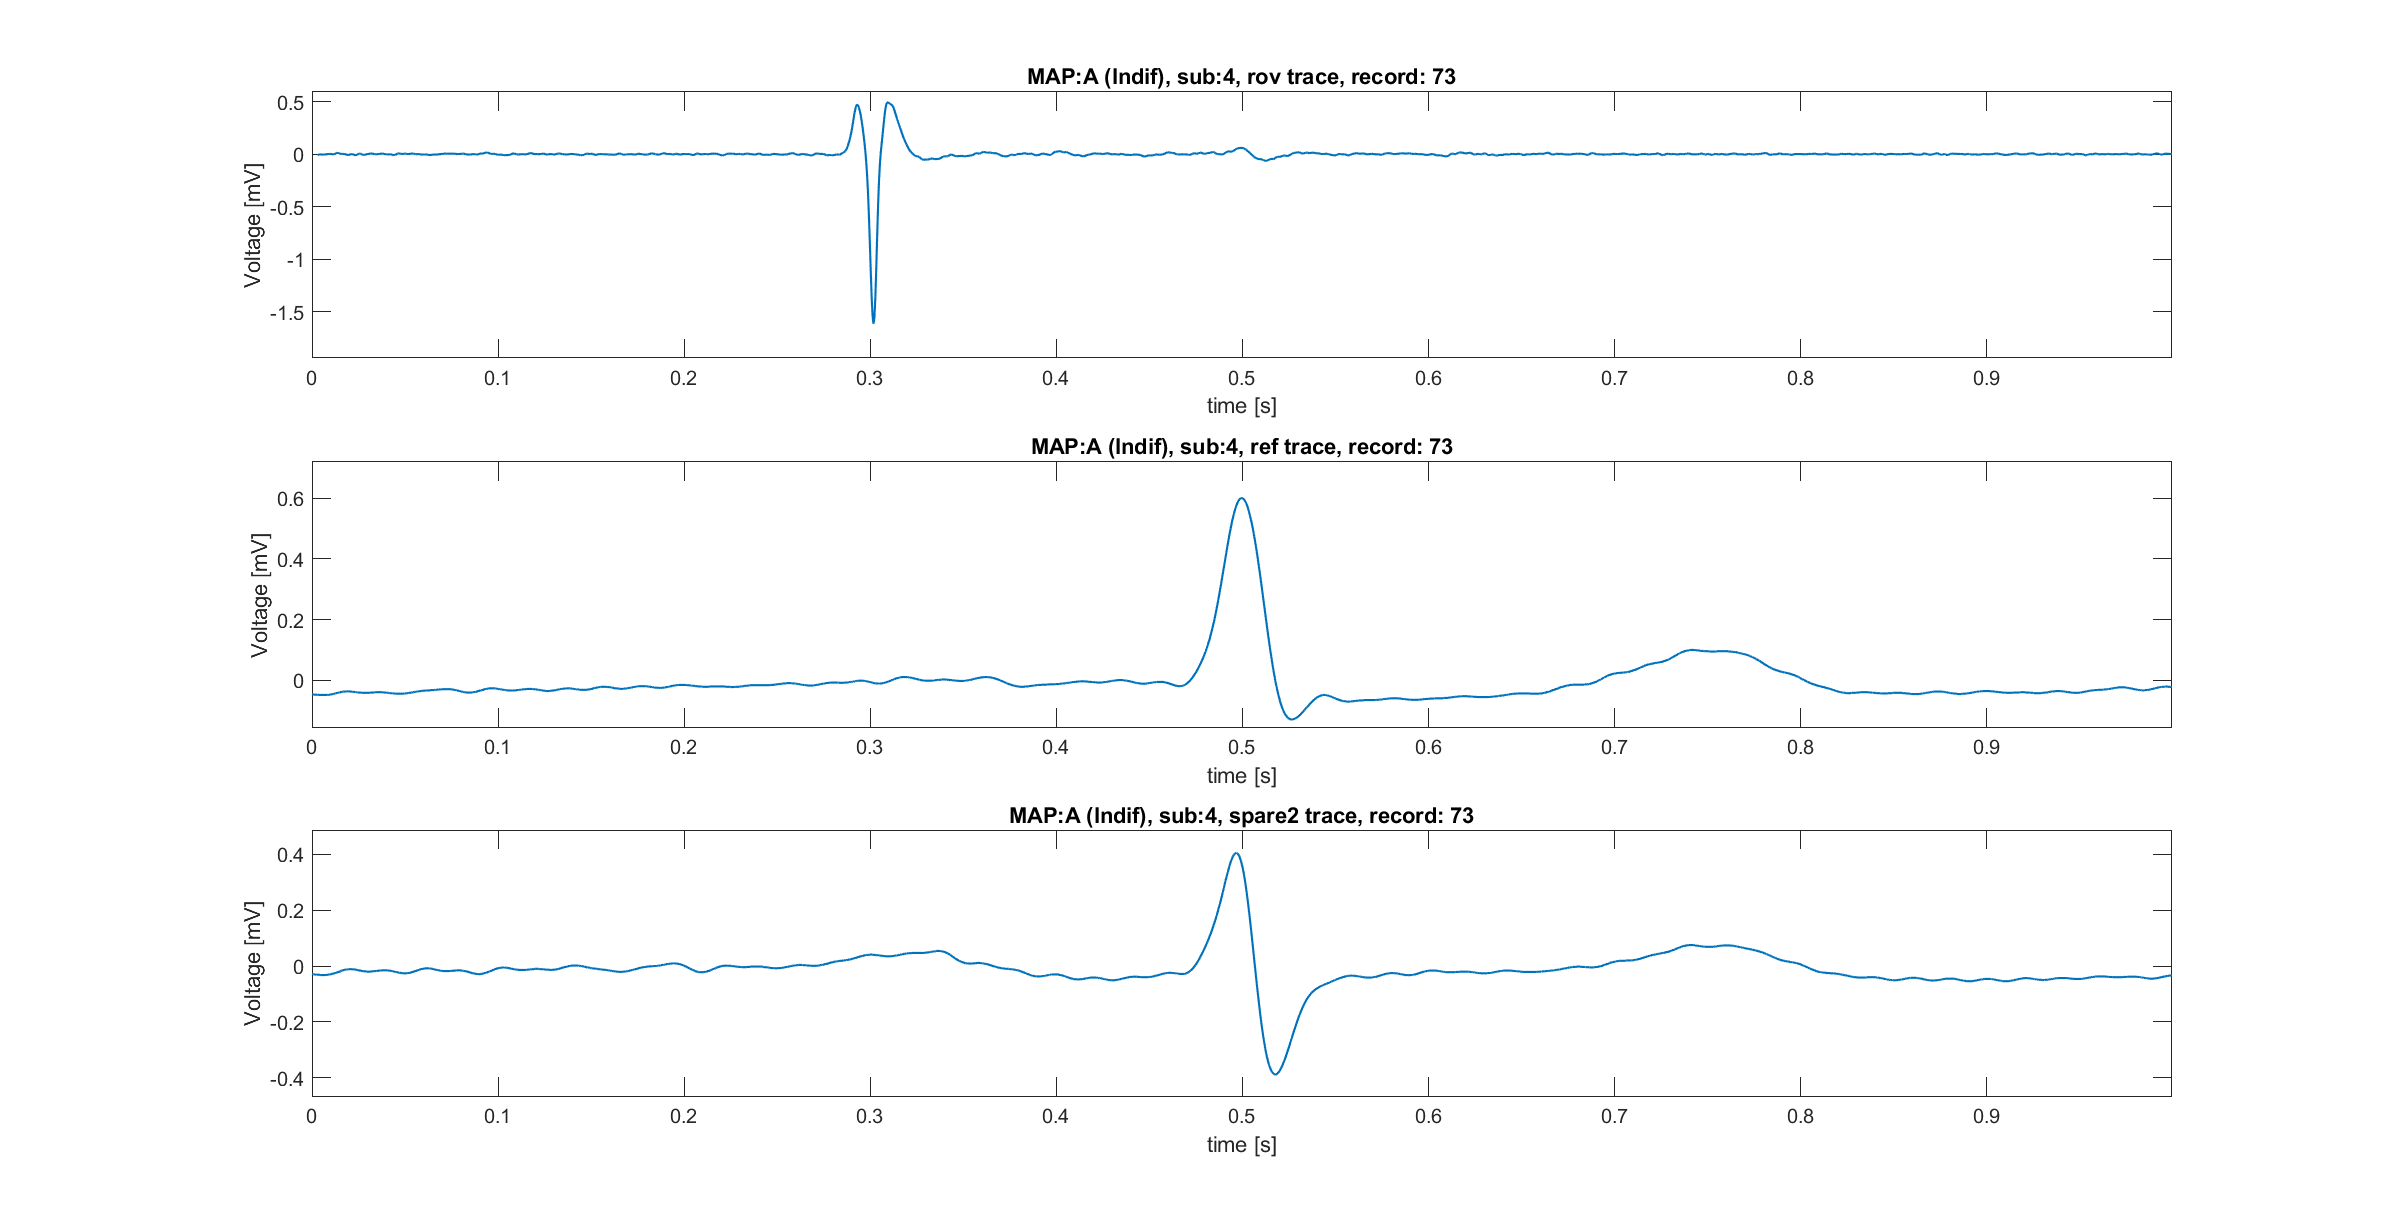 MAP:A (Indif), sub:4, rov trace, record: 73
0.5
0
-0.5
-1
-1.5
Voltage [mV]
0 0.1 0.2 0.3 0.4 0.5 0.6 0.7 0.8 0.9
time [s]
MAP:A (Indif), sub:4, ref trace, record: 73
0.6
0.4
0.2
0
Voltage [mV]
0 0.1 0.2 0.3 0.4 0.5 0.6 0.7 0.8 0.9
time [s]
MAP:A (Indif), sub:4, spare2 trace, record: 73
0.4
0.2
0
-0.2
-0.4
Voltage [mV]
0 0.1 0.2 0.3 0.4 0.5 0.6 0.7 0.8 0.9
time [s]